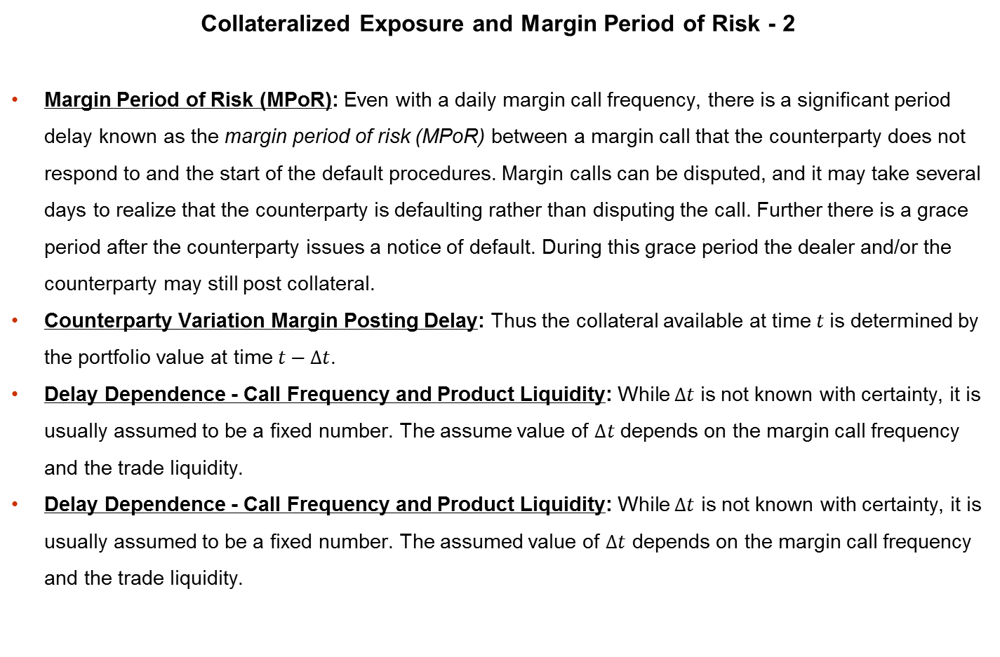 Collateralized Exposure and Margin Period of Risk - 2
• Margin Period of Risk (MPoR): Even with a daily margin call frequency, there is a significant period
delay known as the margin period of risk (MPoR) between a margin call that the counterparty does not
respond to and the start of the default procedures. Margin calls can be disputed, and it may take several
days to realize that the counterparty is defaulting rather than disputing the call. Further there is a grace
period after the counterparty issues a notice of default. During this grace period the dealer and/or the
counterparty may still post collateral.
• Counterparty Variation Margin Posting Delay: Thus the collateral available at time t is determined by
the portfolio value at time t − Δt.
• Delay Dependence - Call Frequency and Product Liquidity: While Δt is not known with certainty, it is
usually assumed to be a fixed number. The assume value of Δt depends on the margin call frequency
and the trade liquidity.
• Delay Dependence - Call Frequency and Product Liquidity: While Δt is not known with certainty, it is
usually assumed to be a fixed number. The assumed value of Δt depends on the margin call frequency
and the trade liquidity.